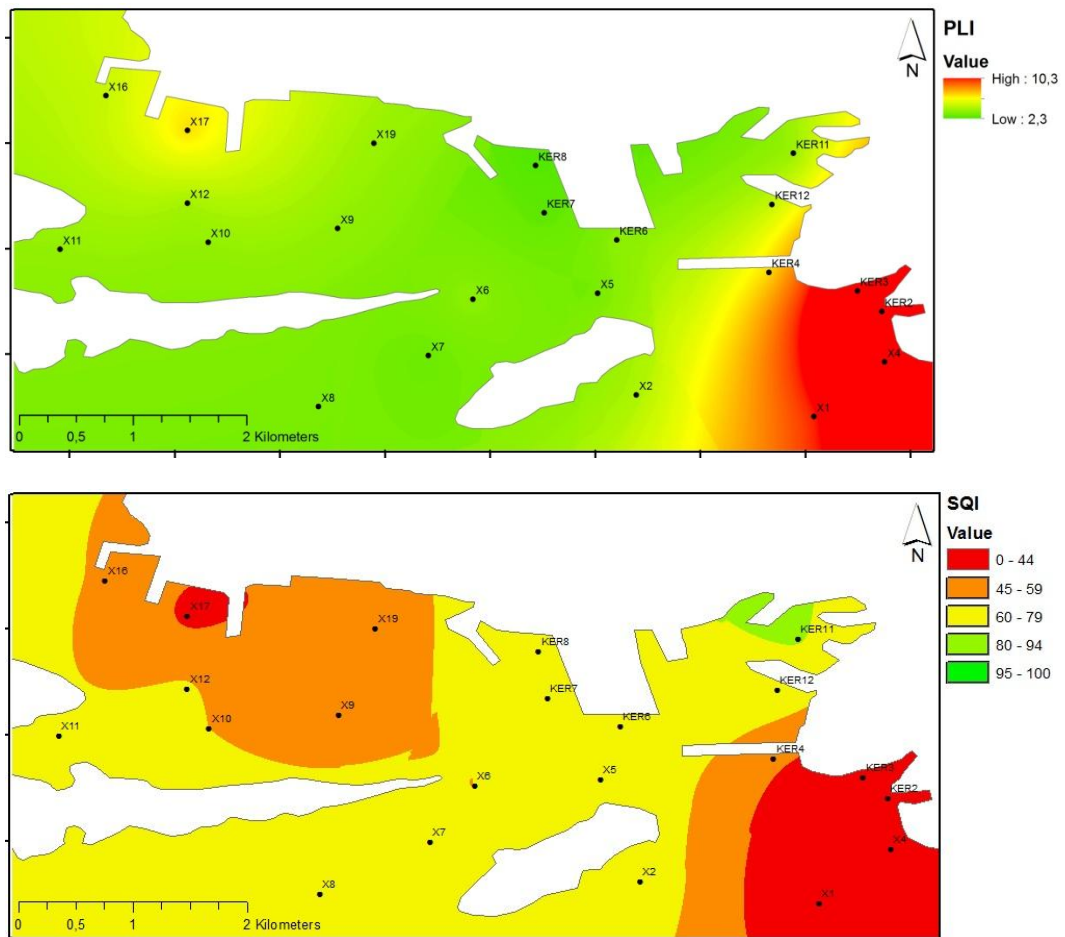 PLI
Value
High : 10,3
Low : 2,3
N
X16
X17
X19
KER8
KER11
X12
KER7
KER12
X9
X10
X11
KER6
KER4
X5
X6
KER3
KER2
X7
X4
X2
X8
X1
0 0,5 1 2 Kilometers
SQI
Value
0 - 44
45 - 59
60 - 79
80 - 94
95 - 100
N
X16
X17
X19
KER11
KER8
X12
KER12
KER7
X9
X10
X11
KER6
KER4
X5
X6
KER3
KER2
X7
X4
X2
X8
X1
0 0,5 1 2 Kilometers